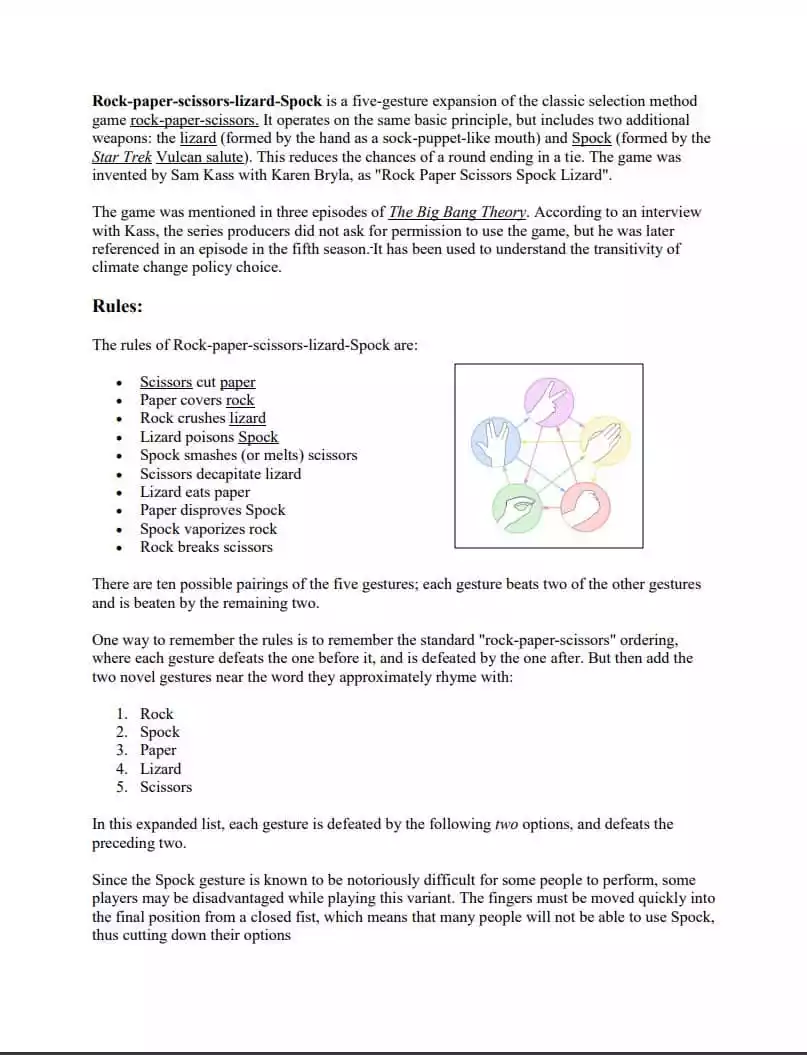 Rock-paper-scissors-lizard-Spock is a five-gesture expansion of the classic selection method
game rock-paper-scissors. It operates on the same basic principle, but includes two additional
weapons: the lizard (formed by the hand as a sock-puppet-like mouth) and Spock (formed by the
Star Trek Vulcan salute). This reduces the chances of a round ending in a tie. The game was
invented by Sam Kass with Karen Bryla, as "Rock Paper Scissors Spock Lizard".
The game was mentioned in three episodes of The Big Bang Theory. According to an interview
with Kass, the series producers did not ask for permission to use the game, but he was later
referenced in an episode in the fifth season.-It has been used to understand the transitivity of
climate change policy choice.
Rules:
The rules of Rock-paper-scissors-lizard-Spock are:
• Scissors cut paper
• Paper covers rock
• Rock crushes lizard
• Lizard poisons Spock
• Spock smashes (or melts) scissors
• Scissors decapitate lizard
• Lizard eats paper
• Paper disproves Spock
• Spock vaporizes rock
• Rock breaks scissors
There are ten possible pairings of the five gestures; each gesture beats two of the other gestures
and is beaten by the remaining two.
One way to remember the rules is to remember the standard "rock-paper-scissors" ordering,
where each gesture defeats the one before it, and is defeated by the one after. But then add the
two novel gestures near the word they approximately rhyme with:
1. Rock
2. Spock
3. Paper
4. Lizard
5. Scissors
In this expanded list, each gesture is defeated by the following two options, and defeats the
preceding two.
Since the Spock gesture is known to be notoriously difficult for some people to perform, some
players may be disadvantaged while playing this variant. The fingers must be moved quickly into
the final position from a closed fist, which means that many people will not be able to use Spock,
thus cutting down their options